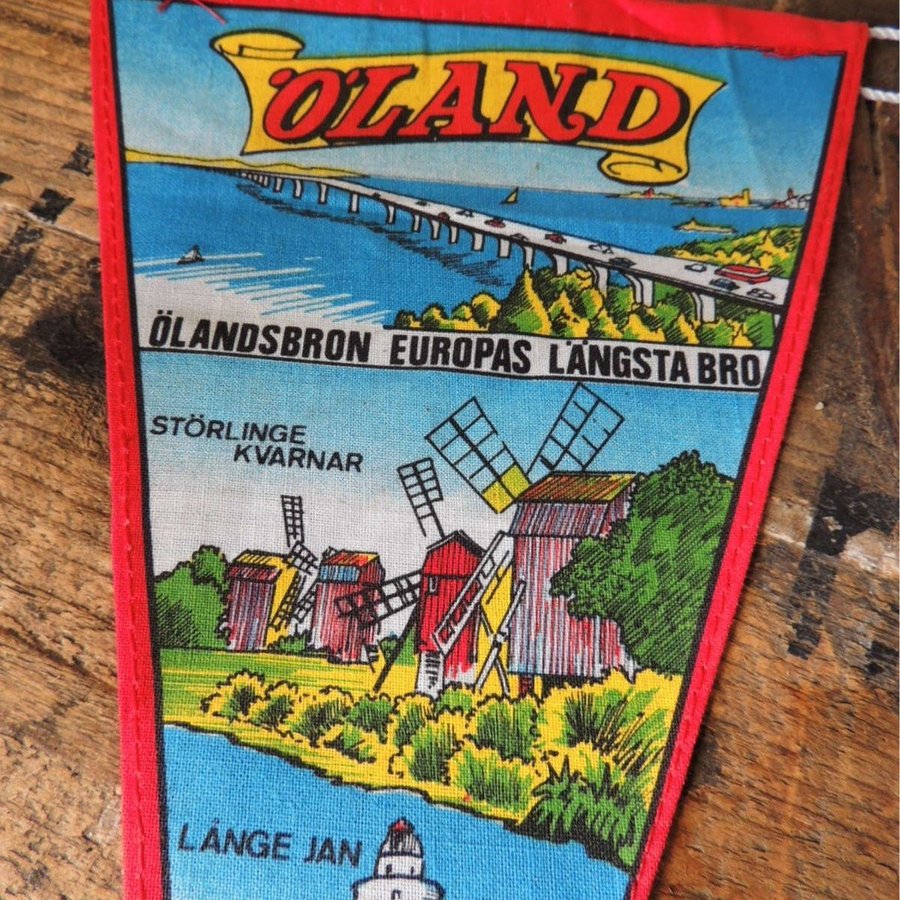 ÖLAND
ÖLANDSBRON EUROPAS LÄNGSTA BRO
STÖRLINGE
KVARNAR
LÅNGE JAN